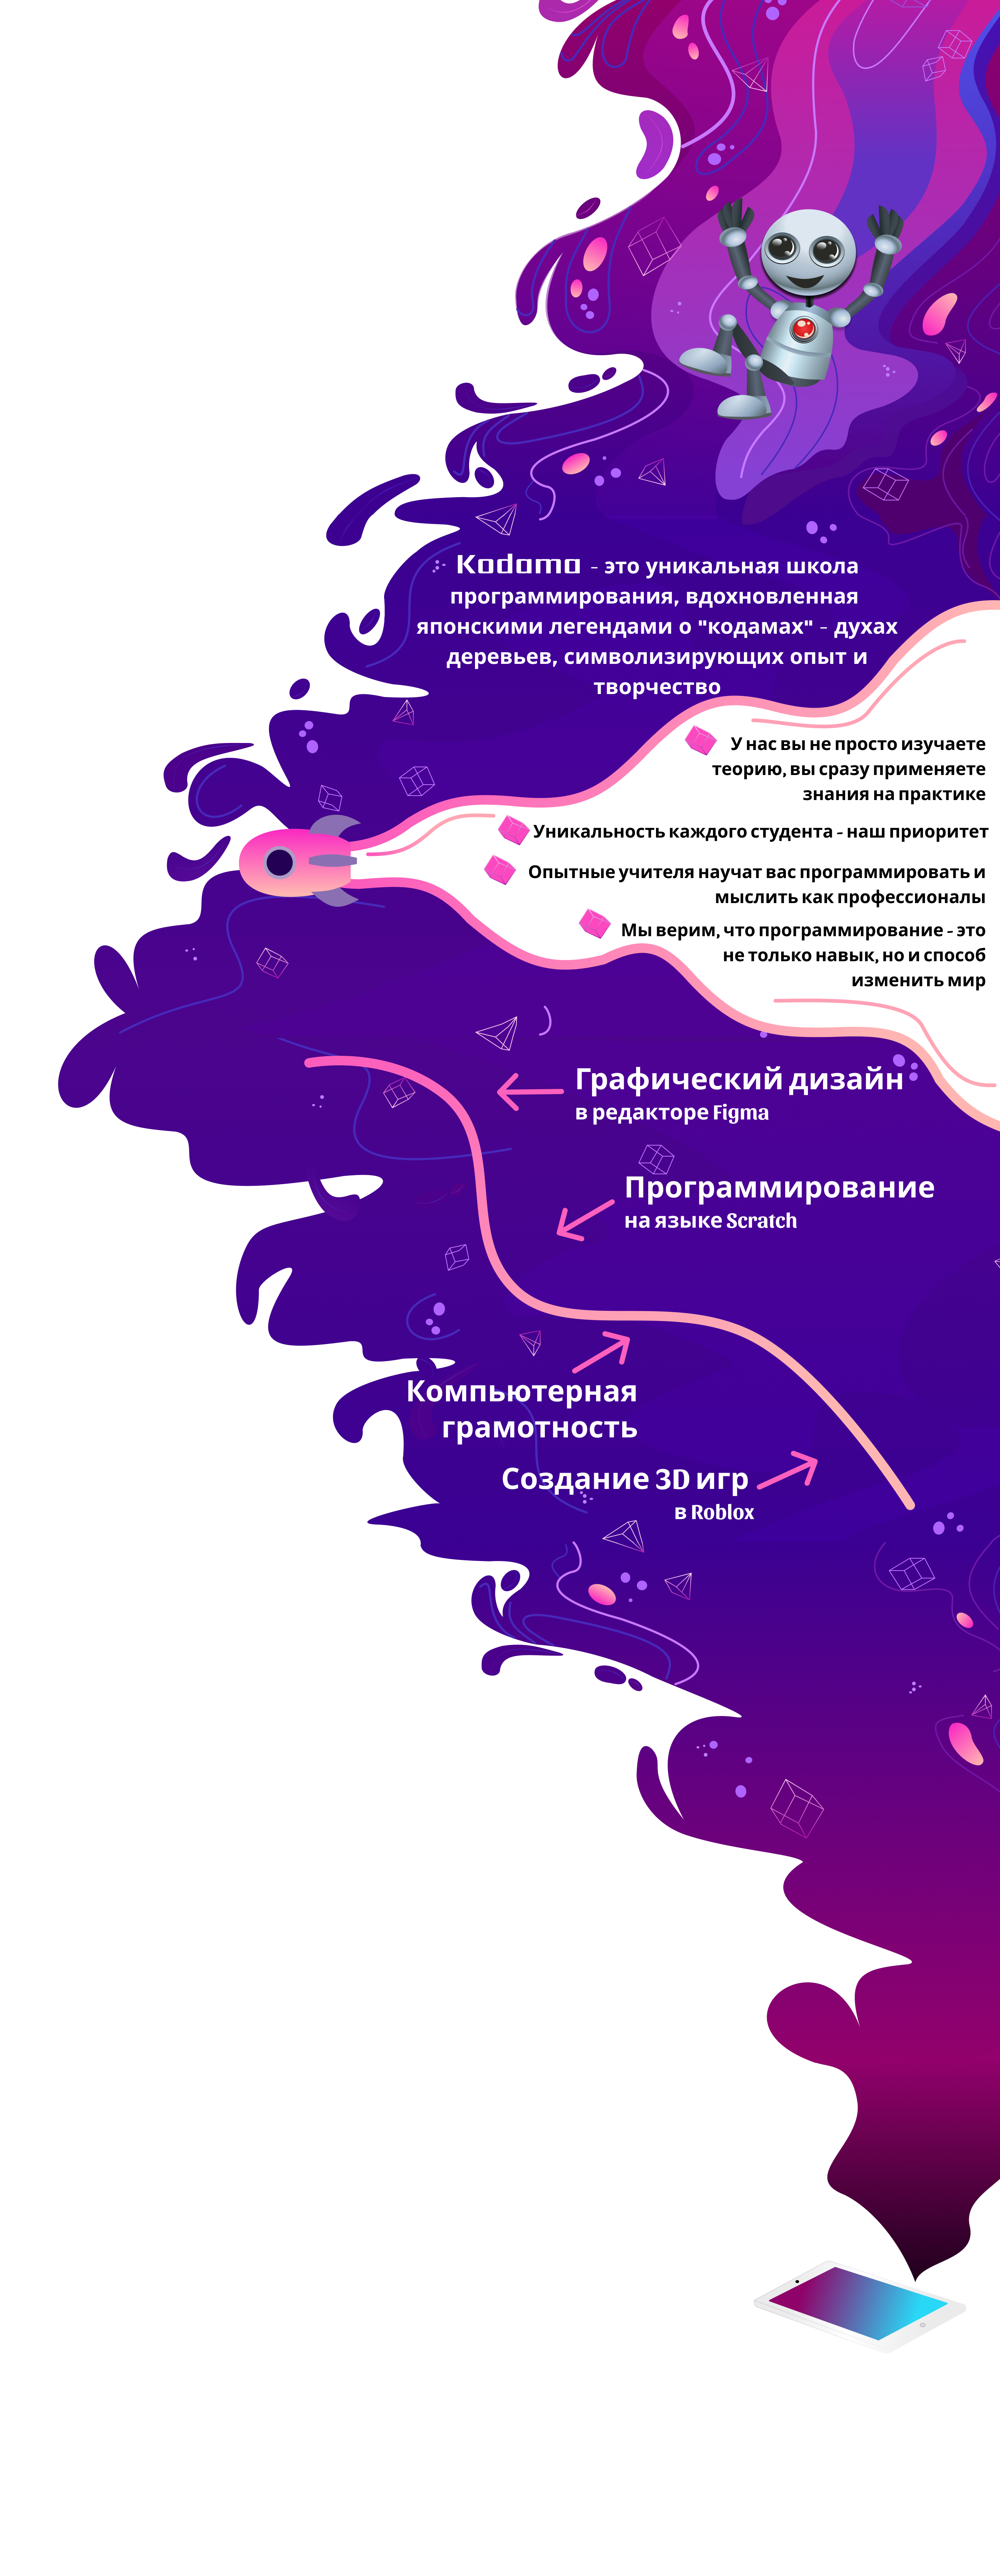 Kodomo - это уникальная школа
программирования, вдохновленная
японскими легендами о "кодамах" - духах
деревьев, символизирующих опыт и
творчество
У нас вы не просто изучаете
теорию, вы сразу применяете
знания на практике
Уникальность каждого студента - наш приоритет
Опытные учителя научат вас программировать и
мыслить как профессионалы
Мы верим, что программирование - это
не только навык, но и способ
изменить мир
Графический дизайн
в редакторе Figma
Программирование
на языке Scratch
Компьютерная
грамотность
Создание 3D игр
в Roblox